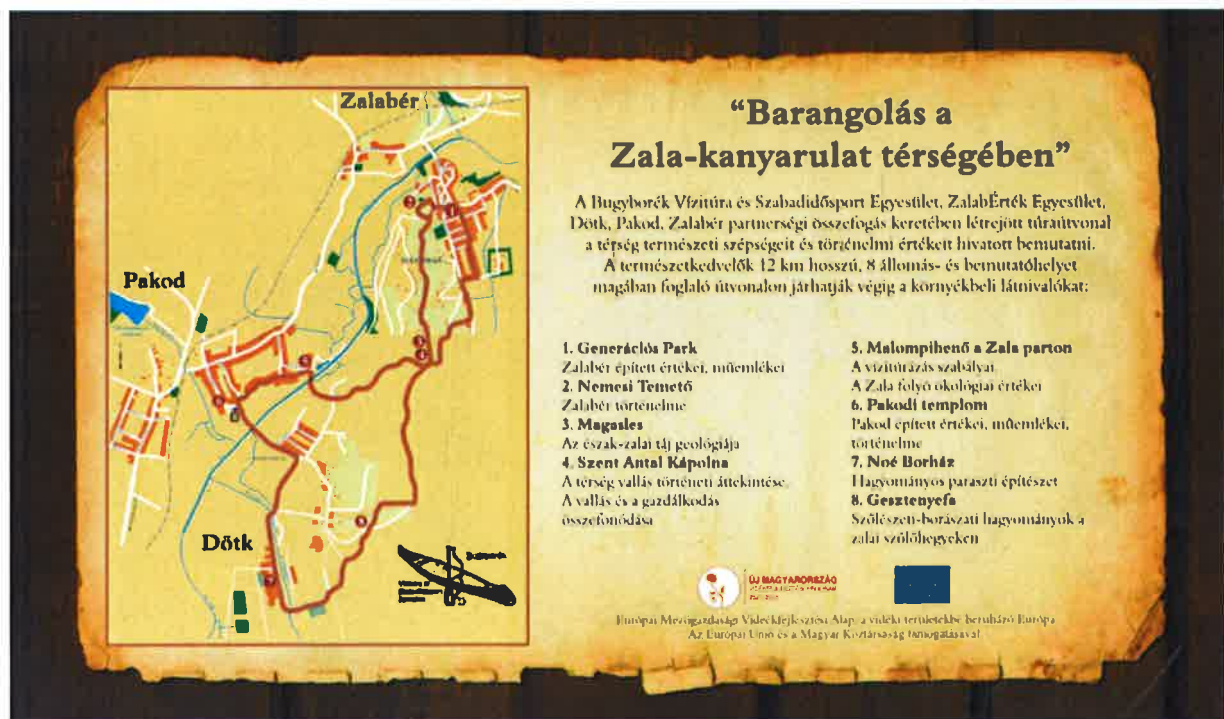 Zalabér
Pakod
Dötk
“Barangolás a
Zala-kanyarulat térségében”
A Bugyborék Vízitúra és Szabadidősport Egyesület, ZalabÉrték Egyesület,
Dötk, Pakod, Zalabér partnerségi összefogás keretében létrejött túraútvonal
a térség természeti szépségeit és történelmi értékeit hivatott bemutatni.
A természetkedvelők 12 km hosszú, 8 állomás- és bemutatóhelyet
magában foglaló útvonalon járhatják végig a környékbeli látnivalókat:
1. Generációs Park
Zalabér épített értékei, műemlékei
2. Nemesi Temető
Zalabér történelme
3. Magasles
Az észak-zalai táj geológiája
4. Szent Antal Kápolna
A térség vallás történeti áttekintése
A vallás és a gazdálkodás
összefonódása
5. Malompihenő a Zala parton
A vízitúrázás szabályai
A Zala folyó ökológiai értékei
6. Pakodi templom
Pakod épített értékei, műemlékei,
történelme
7. Noé Borház
Hagyományos paraszti építészet
8. Gesztenyefa
Szőlészeti-borászati hagyományok a
zalai szőlőhegyeken
ÚJ MAGYARORSZÁG
Európai Mezőgazdasági Vidékfejlesztési Alap: a vidéki területekbe beruházó Európa
Az Európai Unió és a Magyar Köztársaság támogatásával